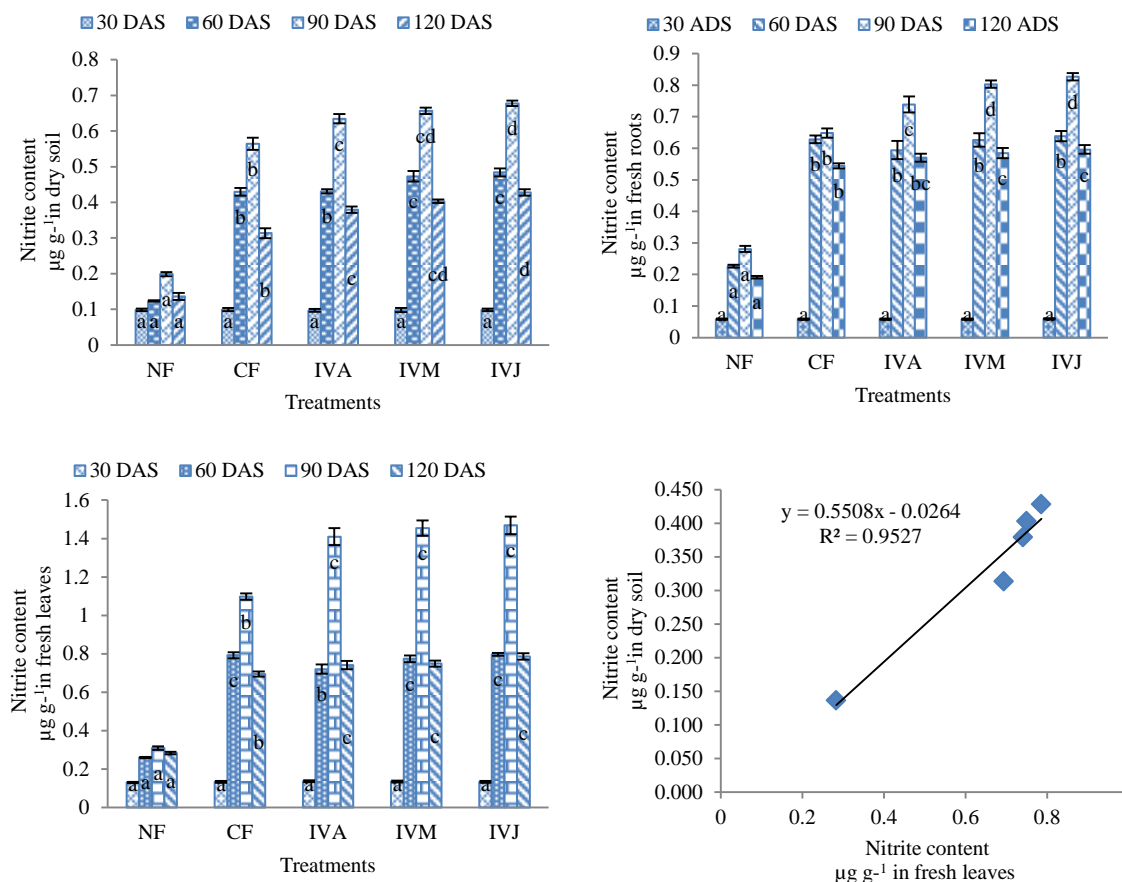 30 DAS 60 DAS 90 DAS 120 DAS
0.8
0.7
0.6
0.5
0.4
0.3
0.2
0.1
0
Nitrite content
µg g-¹in dry soil
a a a a
a b b b
a b c c
a c cd cd
a c d d
NF CF IVA IVM IVJ
Treatments
30 ADS 60 DAS 90 DAS 120 ADS
0.9
0.8
0.7
0.6
0.5
0.4
0.3
0.2
0.1
0
Nitrite content
µg g-¹in fresh roots
a a a a
a b b b
a b c bc
a b d c
a b d c
NF CF IVA IVM IVJ
Treatments
30 DAS 60 DAS 90 DAS 120 DAS
1.6
1.4
1.2
1
0.8
0.6
0.4
0.2
0
Nitrite content
µg g-¹in fresh leaves
a a a a
a c b b
a b c c
a c c c
a c c c
NF CF IVA IVM IVJ
Treatments
y = 0.5508x - 0.0264
R² = 0.9527
0.450
0.400
0.350
0.300
0.250
0.200
0.150
0.100
0.050
0.000
Nitrite content
µg g-¹in dry soil
0 0.2 0.4 0.6 0.8
Nitrite content
µg g-¹ in fresh leaves